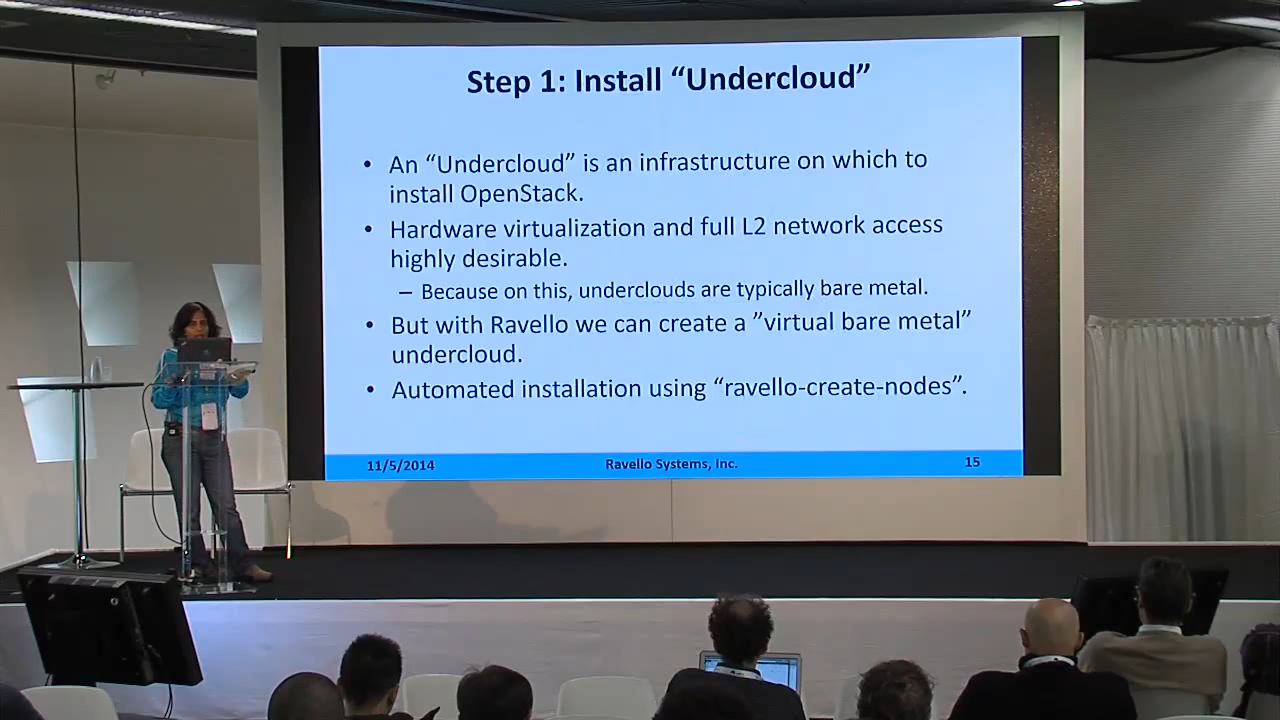 Step 1: Install “Undercloud”
• An “Undercloud” is an infrastructure on which to
install OpenStack.
• Hardware virtualization and full L2 network access
highly desirable.
– Because on this, underclouds are typically bare metal.
• But with Ravello we can create a ”virtual bare metal”
undercloud.
• Automated installation using “ravello-create-nodes”.
11/5/2014 Ravello Systems, Inc. 15